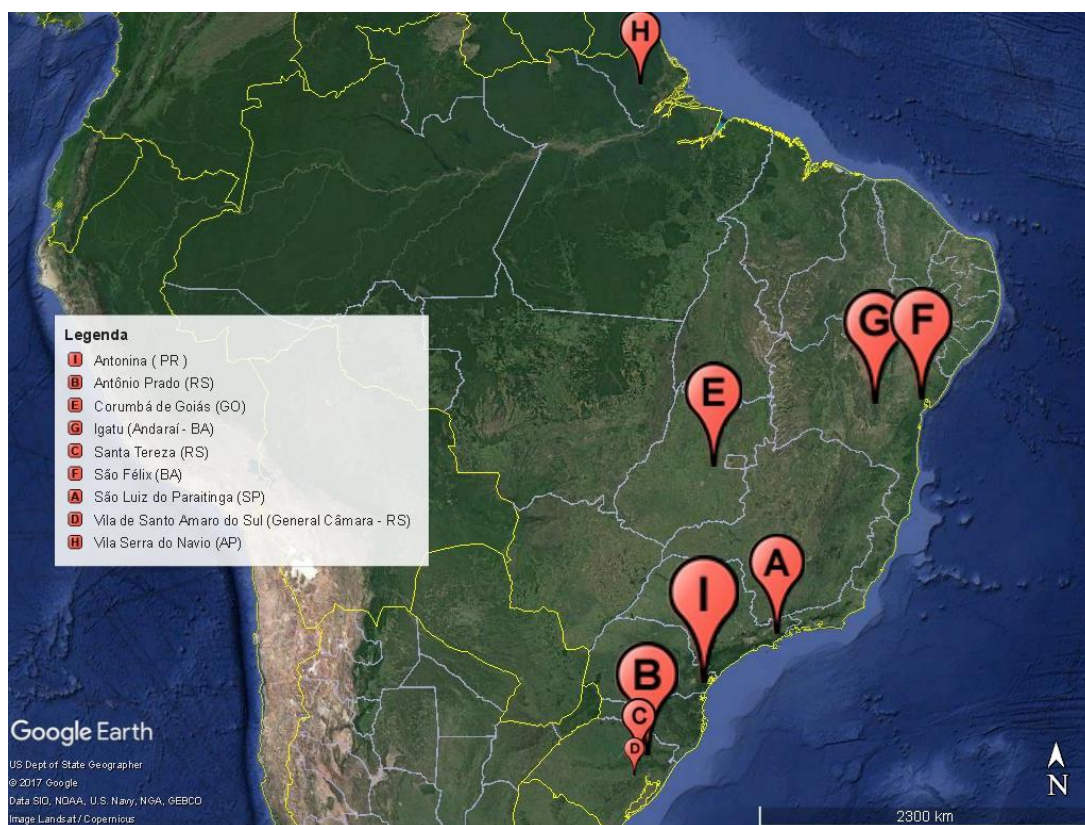 H
G F
E
Legenda
I Antonina ( PR )
B Antônio Prado (RS)
E Corumbá de Goiás (GO)
G Igatu (Andaraí - BA)
C Santa Tereza (RS)
F São Félix (BA)
A São Luiz do Paraitinga (SP)
D Vila de Santo Amaro do Sul (General Câmara - RS)
H Vila Serra do Navio (AP)
A
I
B
C
D
Google Earth
US Dept of State Geographer
© 2017 Google
Data SIO, NOAA, U.S. Navy, NGA, GEBCO
Image Landsat / Copernicus
N
2300 km